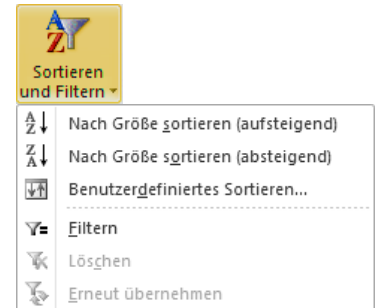 Sortieren
und Filtern
Nach Größe sortieren (aufsteigend)
Nach Größe sortieren (absteigend)
Benutzerdefiniertes Sortieren...
Filtern
Löschen
Erneut übernehmen